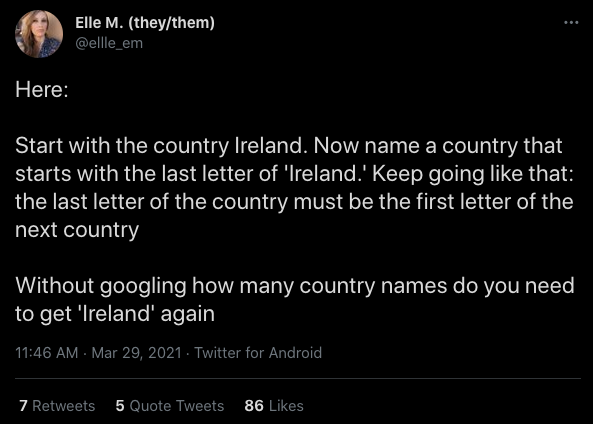 Elle M. (they/them)
@ellle_em
Here:
Start with the country Ireland. Now name a country that
starts with the last letter of 'Ireland.' Keep going like that:
the last letter of the country must be the first letter of the
next country
Without googling how many country names do you need
to get 'Ireland' again
11:46 AM · Mar 29, 2021 · Twitter for Android
7 Retweets 5 Quote Tweets 86 Likes